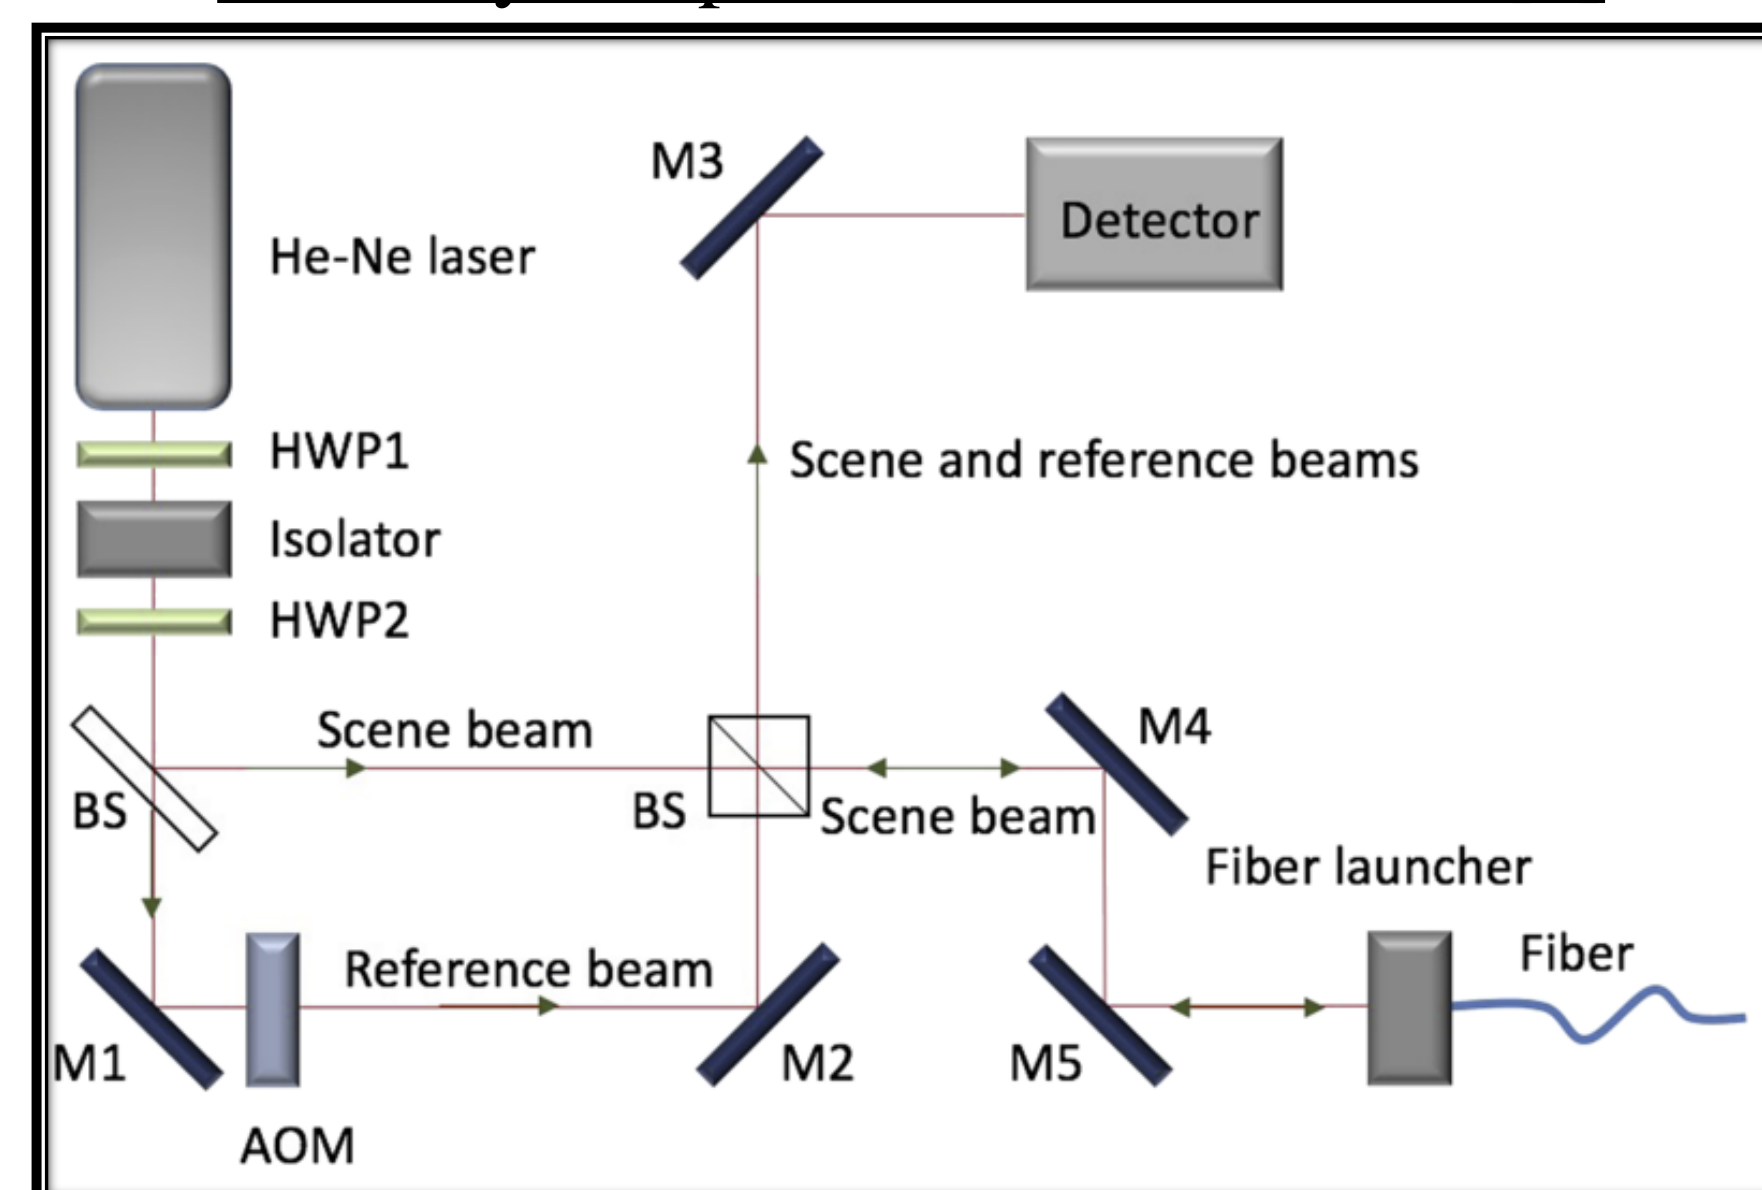 M3
Detector
He-Ne laser
HWP1
Scene and reference beams
Isolator
HWP2
Scene beam
M4
BS
BS
Scene beam
Fiber launcher
Reference beam
Fiber
M1
M2
M5
AOM